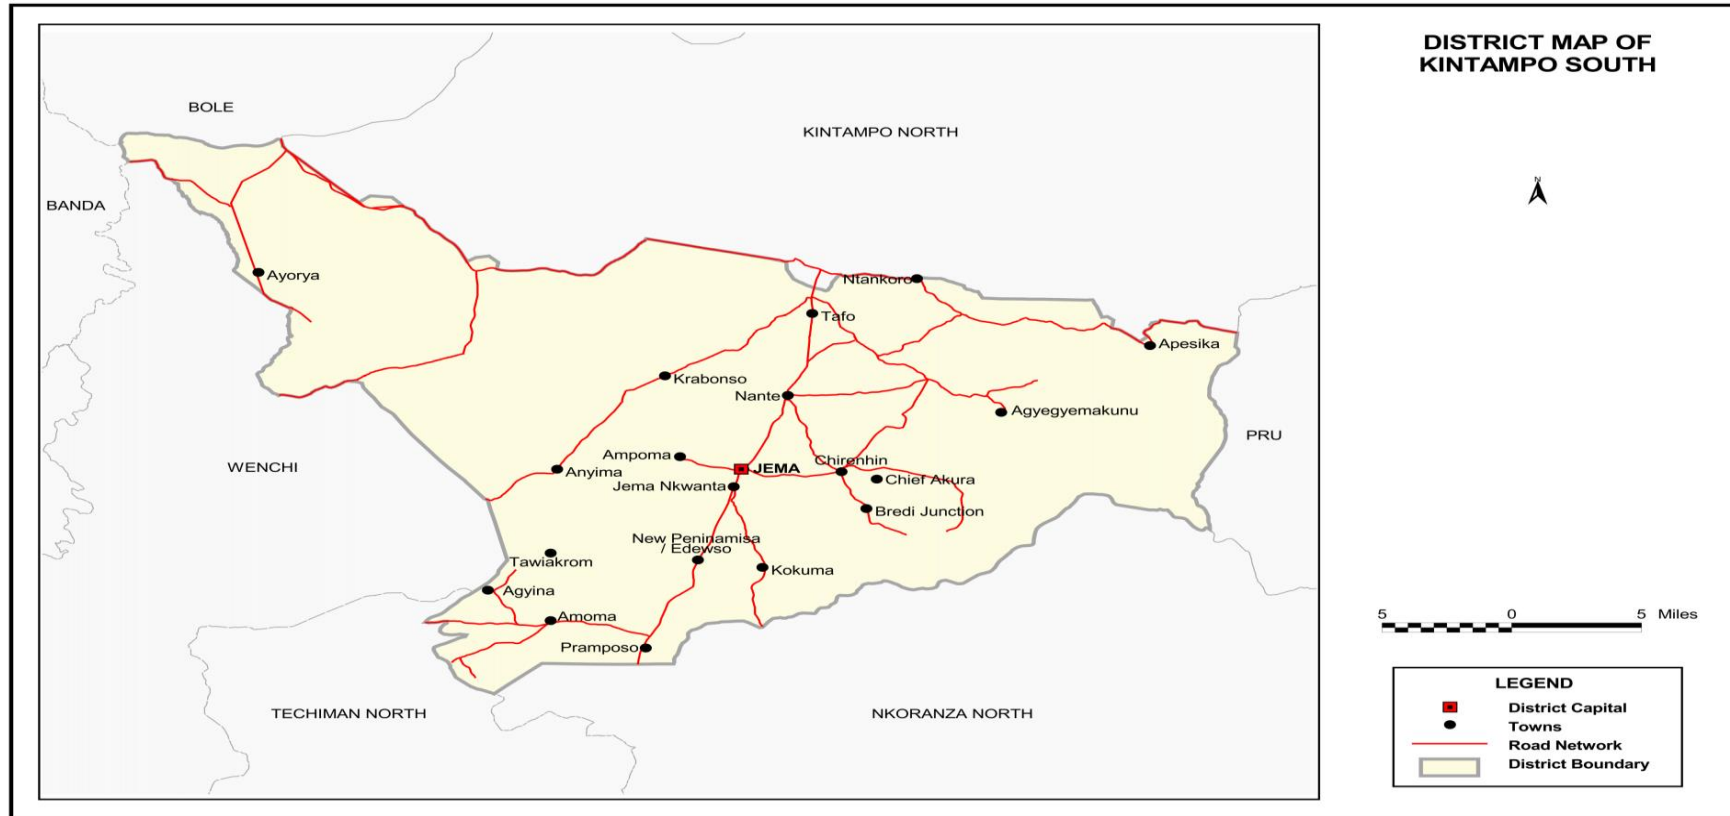 DISTRICT MAP OF
KINTAMPO SOUTH
BOLE
KINTAMPO NORTH
N
BANDA
Ayorya
Ntankoro
Tafo
Apesika
Krabonso
Nante
Agyegyemakunu
PRU
WENCHI
Ampoma
Chirehhin
JEMA
Anyima
Chief Akura
Jema Nkwanta
Bredi Junction
New Peninamisa
/ Edewso
Tawiakrom
Kokuma
Agyina
Amoma
Pramposo
5 0 5 Miles
TECHIMAN NORTH
NKORANZA NORTH
LEGEND
District Capital
Towns
Road Network
District Boundary